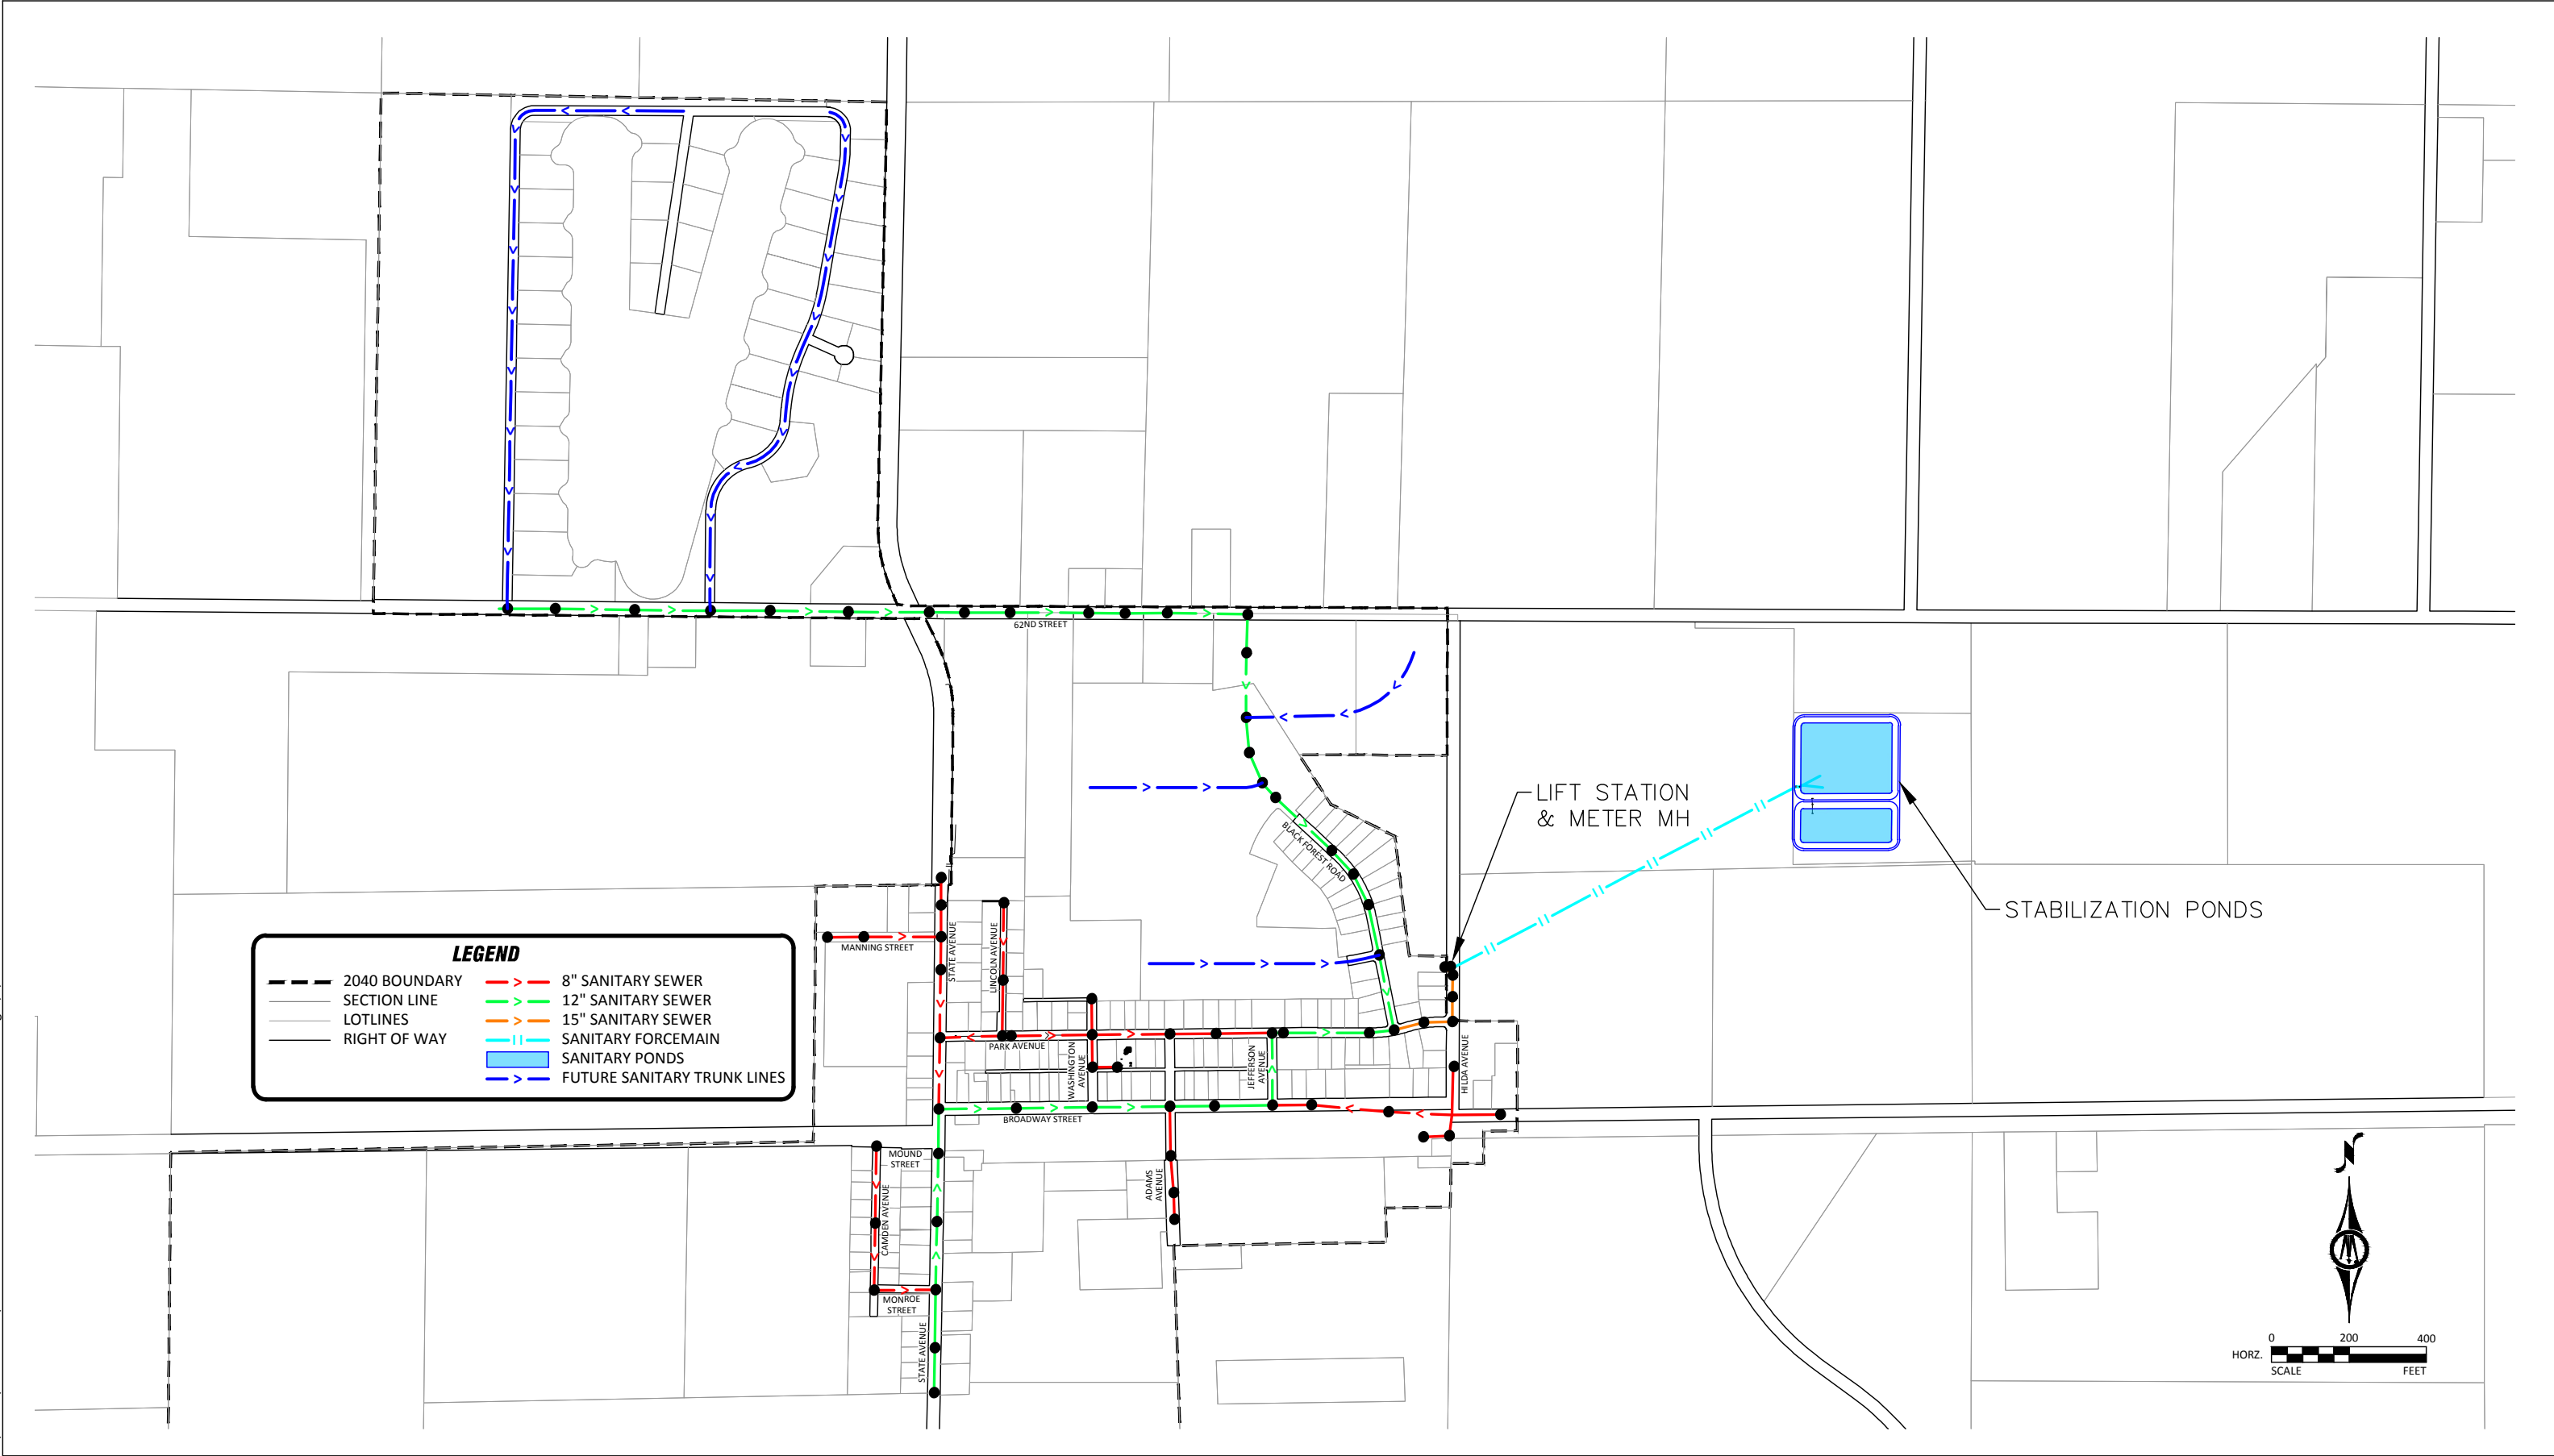 62ND STREET
LIFT STATION
& METER MH
BLACK FOREST ROAD
STABILIZATION PONDS
MANNING STREET
STATE AVENUE
LINCOLN AVENUE
LEGEND
2040 BOUNDARY
SECTION LINE
LOTLINES
RIGHT OF WAY
8" SANITARY SEWER
12" SANITARY SEWER
15" SANITARY SEWER
SANITARY FORCEMAIN
SANITARY PONDS
FUTURE SANITARY TRUNK LINES
PARK AVENUE
WASHINGTON
AVENUE
JEFFERSON
AVENUE
HILDA AVENUE
BROADWAY STREET
MOUND
STREET
CAMDEN AVENUE
ADAMS
AVENUE
MONROE
STREET
STATE AVENUE
N
0 200 400
HORZ.
SCALE FEET